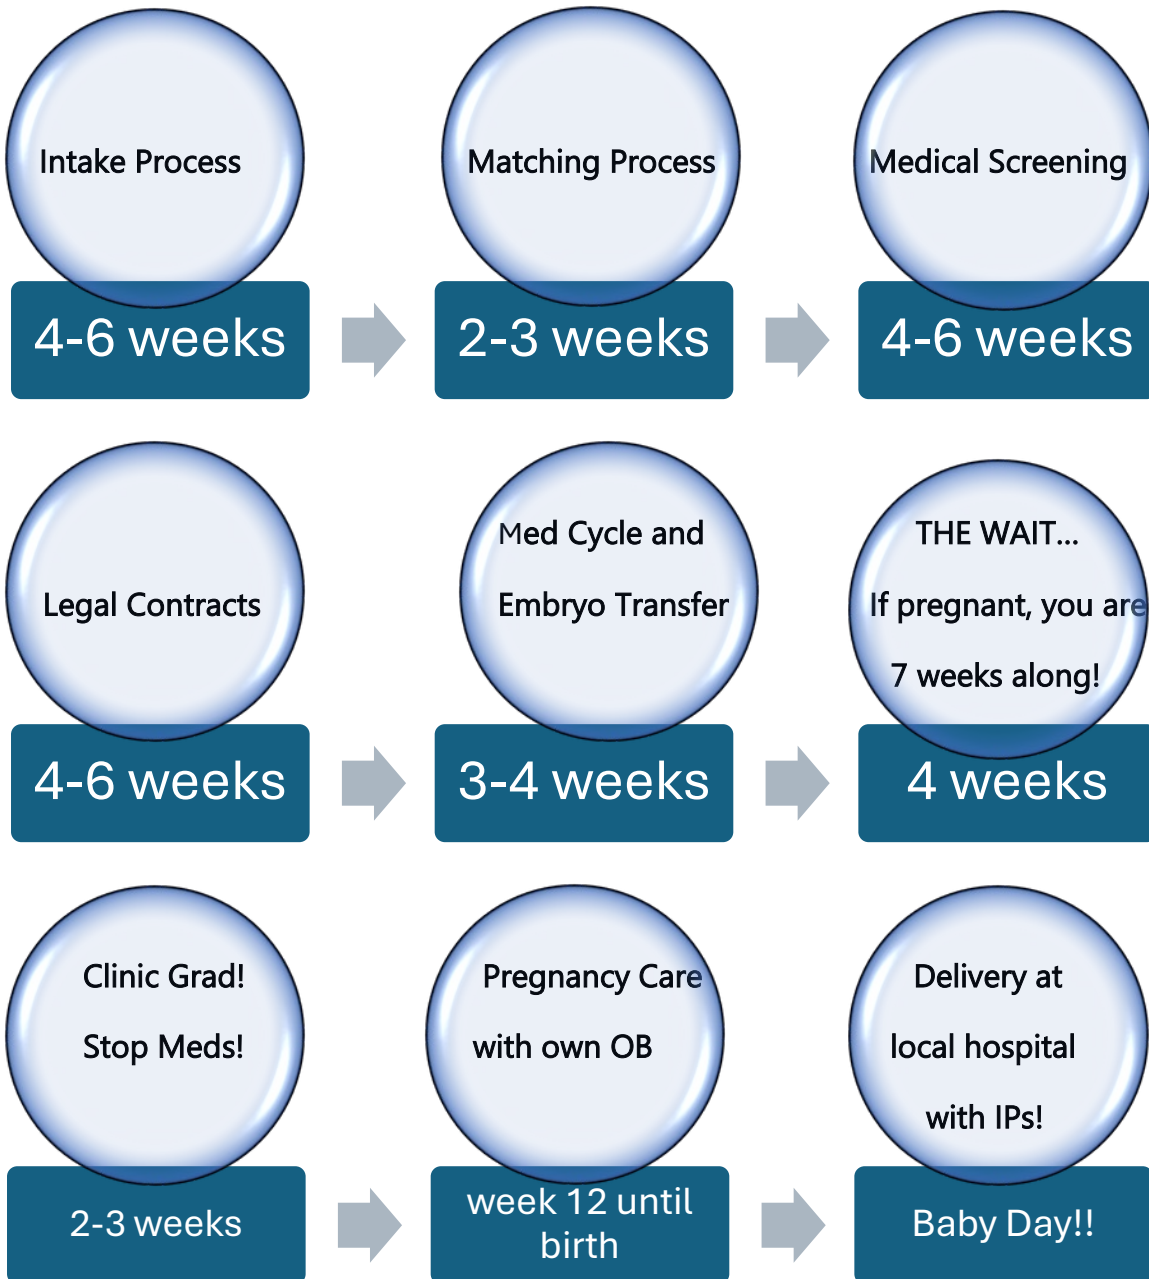 Intake Process
4-6 weeks
Matching Process
2-3 weeks
Medical Screening
4-6 weeks
Legal Contracts
4-6 weeks
Med Cycle and
Embryo Transfer
3-4 weeks
THE WAIT...
If pregnant, you are
7 weeks along!
4 weeks
Clinic Grad!
Stop Meds!
2-3 weeks
Pregnancy Care
with own OB
week 12 until
birth
Delivery at
local hospital
with IPs!
Baby Day!!